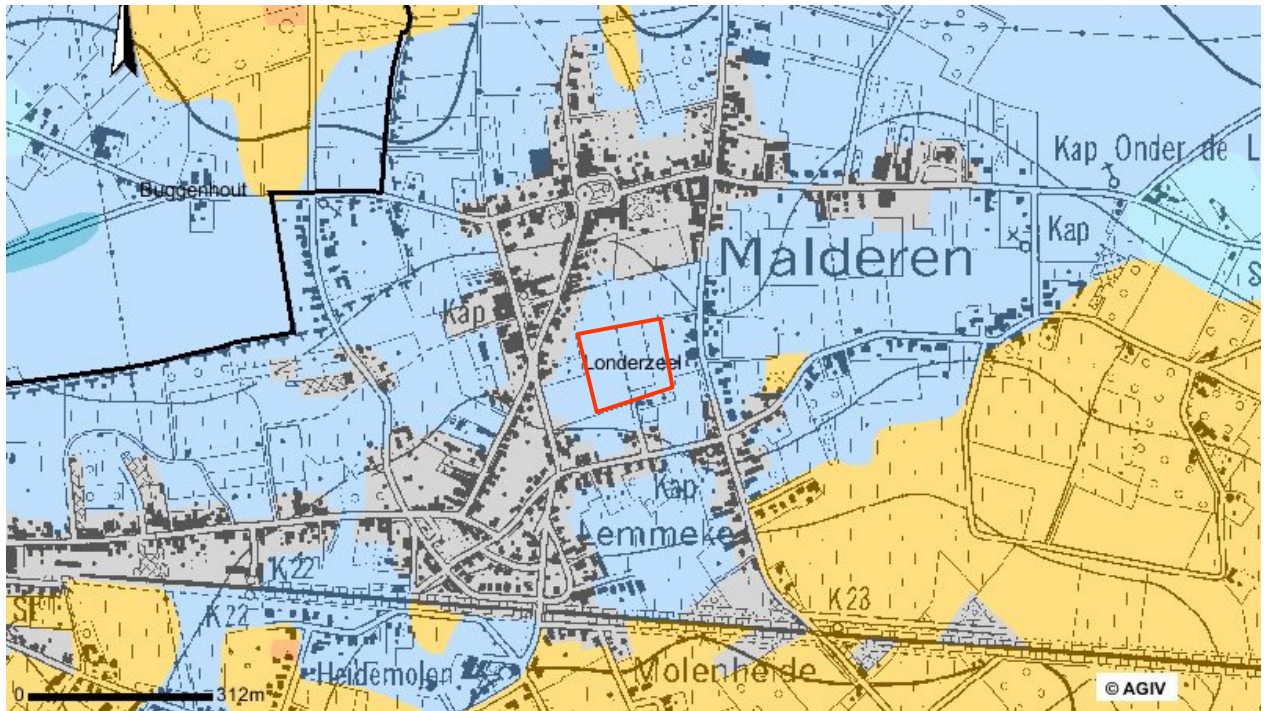 Kap Onder de L
Buggenhout
Kap
Malderen
S
Kap
Londerzeel
Kap
Lemmeke
K22
K22
K23
Heidemolen
Molenheide
0 312m
© AGIV